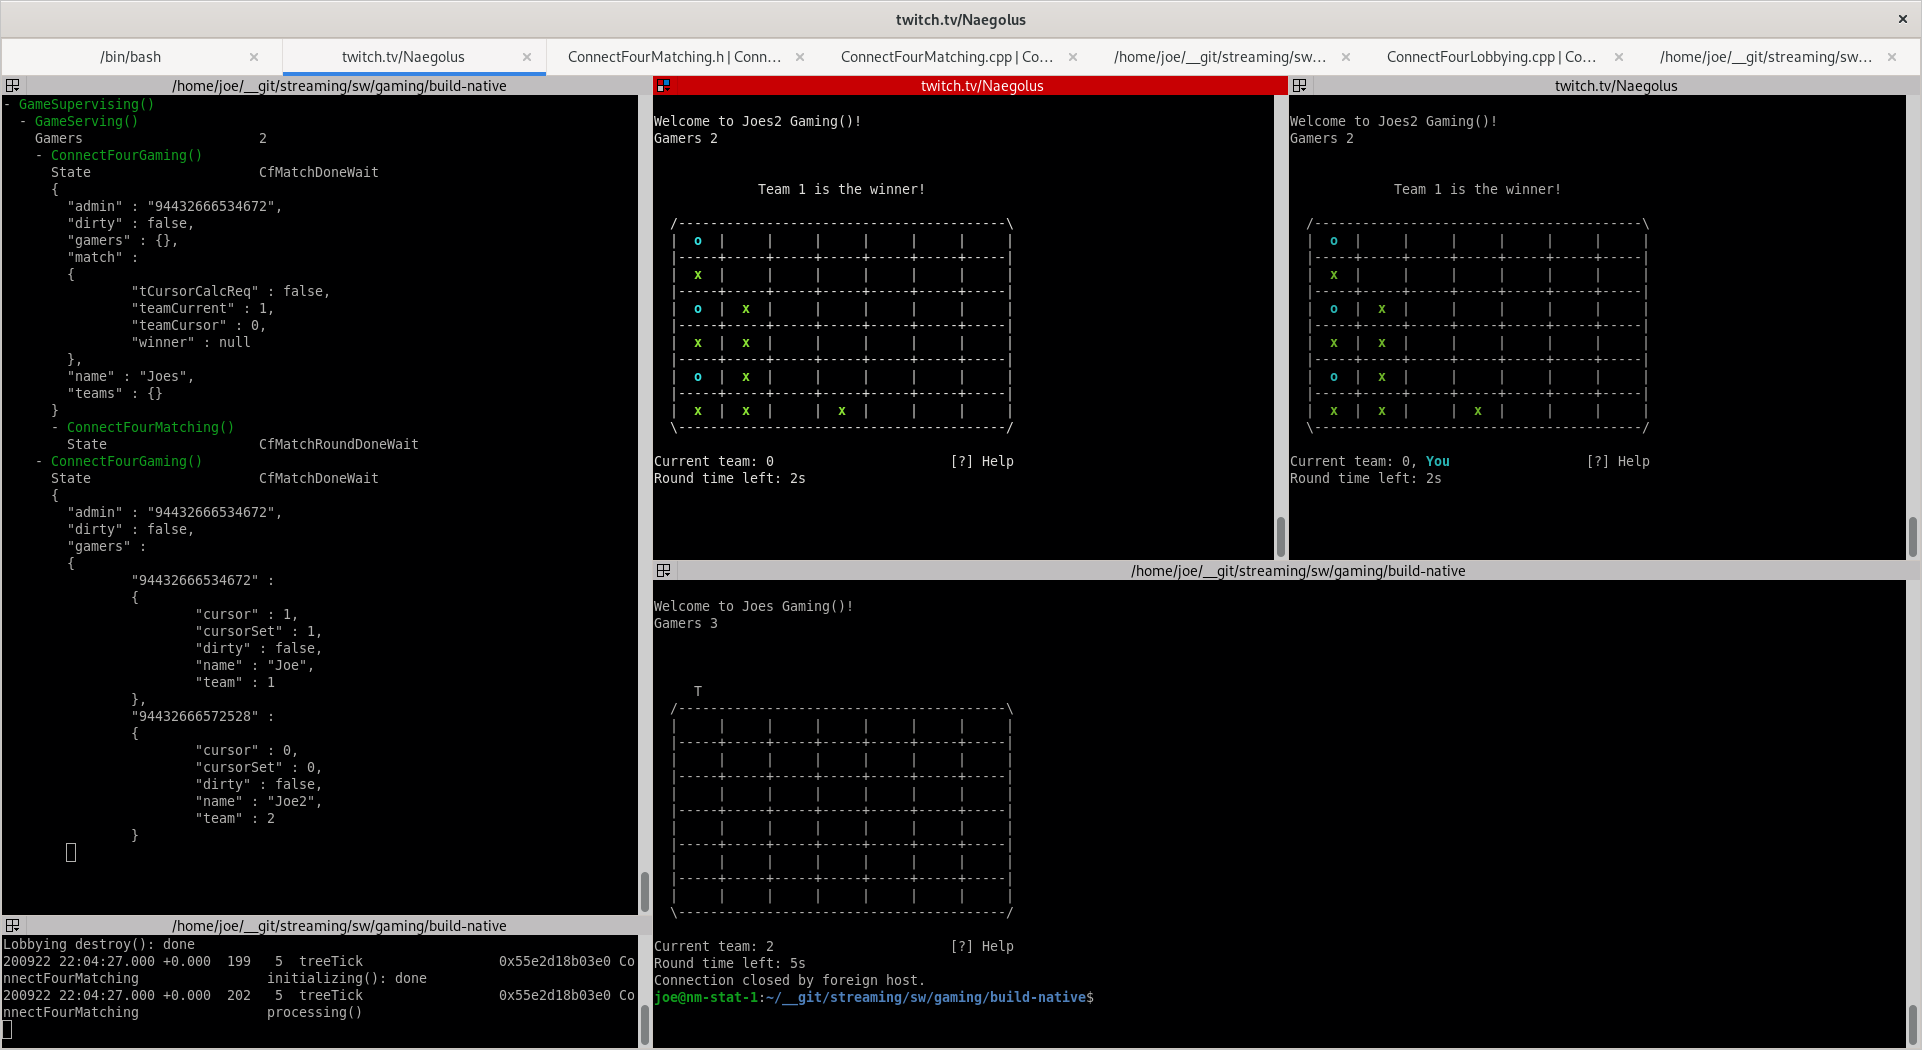 twitch.tv/Naegolus
/bin/bash
twitch.tv/Naegolus
ConnectFourMatching.h | Conn…
ConnectFourMatching.cpp | Co…
/home/joe/__git/streaming/sw…
ConnectFourLobbying.cpp | Co…
/home/joe/__git/streaming/sw…
/home/joe/__git/streaming/sw/gaming/build-native
- GameSupervising()
  - GameServing()
    Gamers                      2
    - ConnectFourGaming()
      State                   CfMatchDoneWait
      {
        "admin" : "94432666534672",
        "dirty" : false,
        "gamers" : {},
        "match" :
        {
                "tCursorCalcReq" : false,
                "teamCurrent" : 1,
                "teamCursor" : 0,
                "winner" : null
        },
        "name" : "Joes",
        "teams" : {}
      }
      - ConnectFourMatching()
        State                   CfMatchRoundDoneWait
    - ConnectFourGaming()
      State                   CfMatchDoneWait
      {
        "admin" : "94432666534672",
        "dirty" : false,
        "gamers" :
        {
                "94432666534672" :
                {
                        "cursor" : 1,
                        "cursorSet" : 1,
                        "dirty" : false,
                        "name" : "Joe",
                        "team" : 1
                },
                "94432666572528" :
                {
                        "cursor" : 0,
                        "cursorSet" : 0,
                        "dirty" : false,
                        "name" : "Joe2",
                        "team" : 2
                }
/home/joe/__git/streaming/sw/gaming/build-native
Lobbying destroy(): done
200922 22:04:27.000 +0.000  199   5  treeTick                 0x55e2d18b03e0 Co
nnectFourMatching                initializing(): done
200922 22:04:27.000 +0.000  202   5  treeTick                 0x55e2d18b03e0 Co
nnectFourMatching                processing()
twitch.tv/Naegolus
Welcome to Joes2 Gaming()!
Gamers 2
             Team 1 is the winner!
  /-----------------------------------------\
  |  o  |     |     |     |     |     |     |
  |-----+-----+-----+-----+-----+-----+-----|
  |  x  |     |     |     |     |     |     |
  |-----+-----+-----+-----+-----+-----+-----|
  |  o  |  x  |     |     |     |     |     |
  |-----+-----+-----+-----+-----+-----+-----|
  |  x  |  x  |     |     |     |     |     |
  |-----+-----+-----+-----+-----+-----+-----|
  |  o  |  x  |     |     |     |     |     |
  |-----+-----+-----+-----+-----+-----+-----|
  |  x  |  x  |     |  x  |     |     |     |
  \-----------------------------------------/
Current team: 0                      [?] Help
Round time left: 2s
twitch.tv/Naegolus
Welcome to Joes2 Gaming()!
Gamers 2
             Team 1 is the winner!
  /-----------------------------------------\
  |  o  |     |     |     |     |     |     |
  |-----+-----+-----+-----+-----+-----+-----|
  |  x  |     |     |     |     |     |     |
  |-----+-----+-----+-----+-----+-----+-----|
  |  o  |  x  |     |     |     |     |     |
  |-----+-----+-----+-----+-----+-----+-----|
  |  x  |  x  |     |     |     |     |     |
  |-----+-----+-----+-----+-----+-----+-----|
  |  o  |  x  |     |     |     |     |     |
  |-----+-----+-----+-----+-----+-----+-----|
  |  x  |  x  |     |  x  |     |     |     |
  \-----------------------------------------/
Current team: 0, You                 [?] Help
Round time left: 2s
/home/joe/__git/streaming/sw/gaming/build-native
Welcome to Joes Gaming()!
Gamers 3
     T
  /-----------------------------------------\
  |     |     |     |     |     |     |     |
  |-----+-----+-----+-----+-----+-----+-----|
  |     |     |     |     |     |     |     |
  |-----+-----+-----+-----+-----+-----+-----|
  |     |     |     |     |     |     |     |
  |-----+-----+-----+-----+-----+-----+-----|
  |     |     |     |     |     |     |     |
  |-----+-----+-----+-----+-----+-----+-----|
  |     |     |     |     |     |     |     |
  |-----+-----+-----+-----+-----+-----+-----|
  |     |     |     |     |     |     |     |
  \-----------------------------------------/
Current team: 2                      [?] Help
Round time left: 5s
Connection closed by foreign host.
joe@nm-stat-1:~/__git/streaming/sw/gaming/build-native$